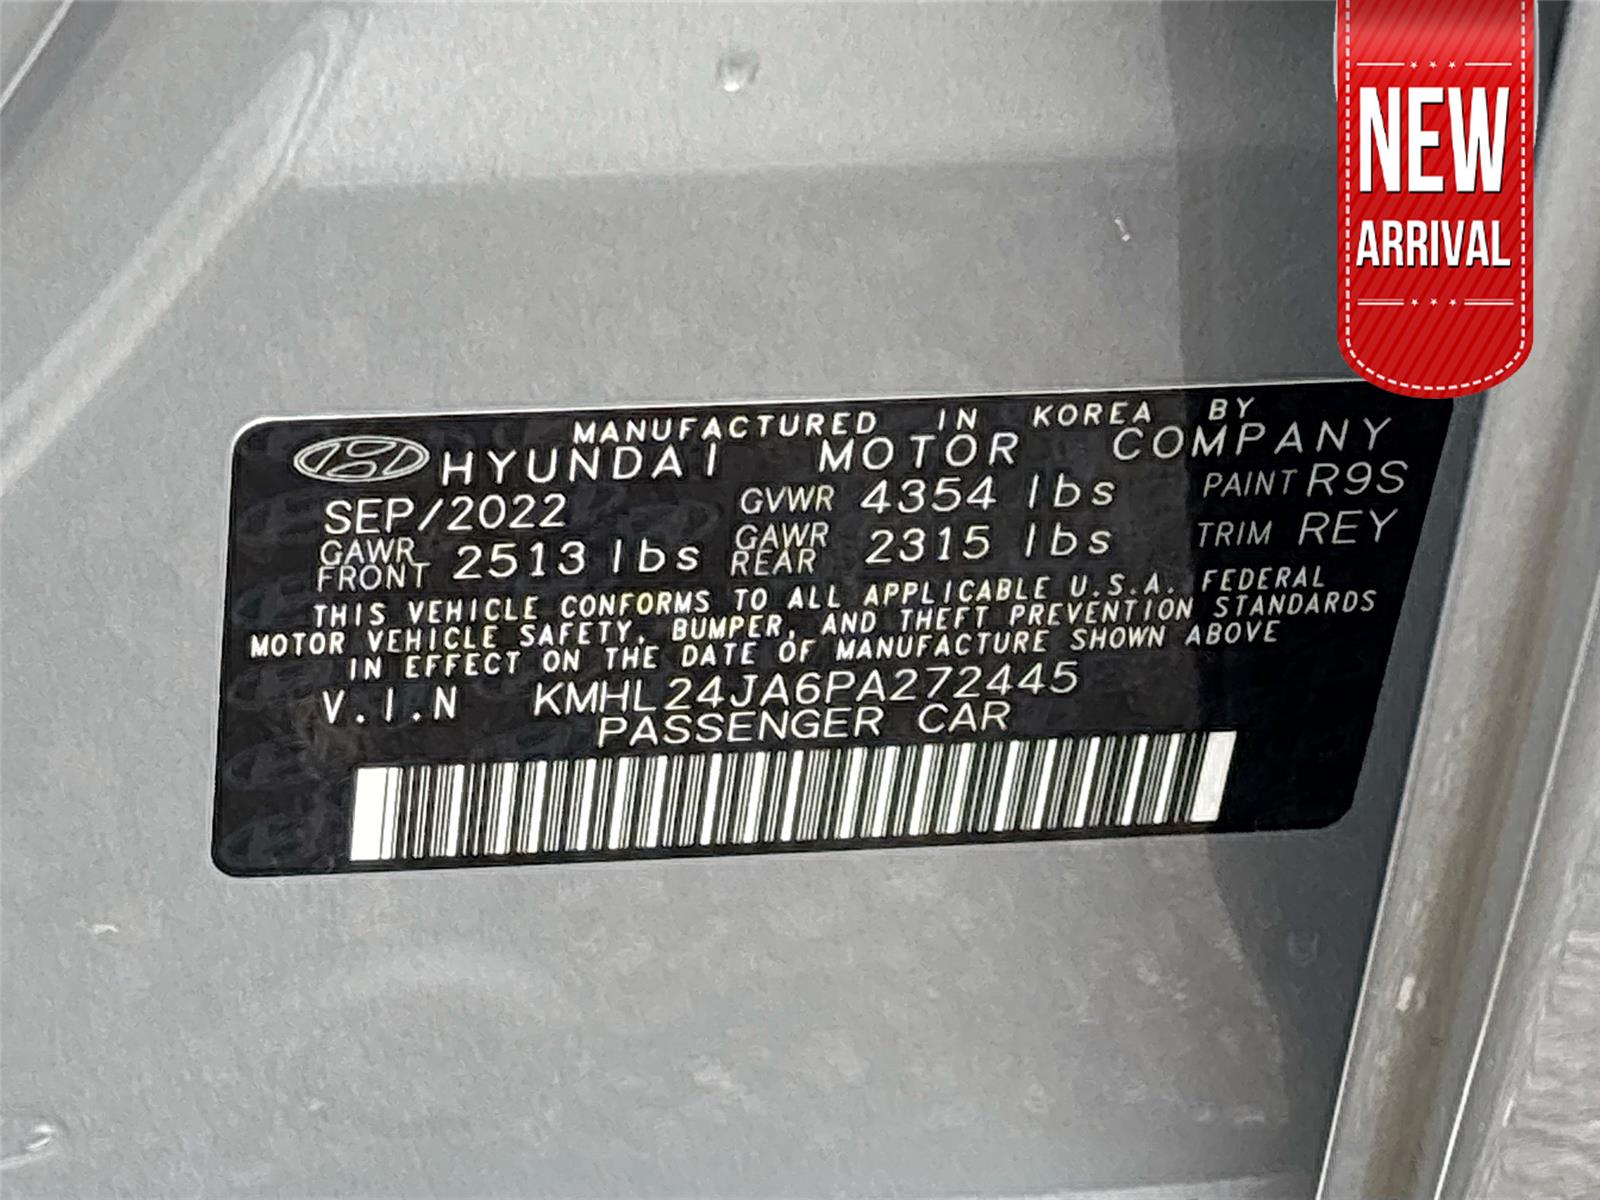 NEW
ARRIVAL
MANUFACTURED IN KOREA BY
HYUNDAI MOTOR COMPANY
SEP/2022 GVWR 4354 lbs PAINT R9S
GAWR FRONT 2513 lbs GAWR REAR 2315 lbs TRIM REY
THIS VEHICLE CONFORMS TO ALL APPLICABLE U.S.A. FEDERAL
MOTOR VEHICLE SAFETY, BUMPER, AND THEFT PREVENTION STANDARDS
IN EFFECT ON THE DATE OF MANUFACTURE SHOWN ABOVE
V.I.N KMHL24JA6PA272445
PASSENGER CAR